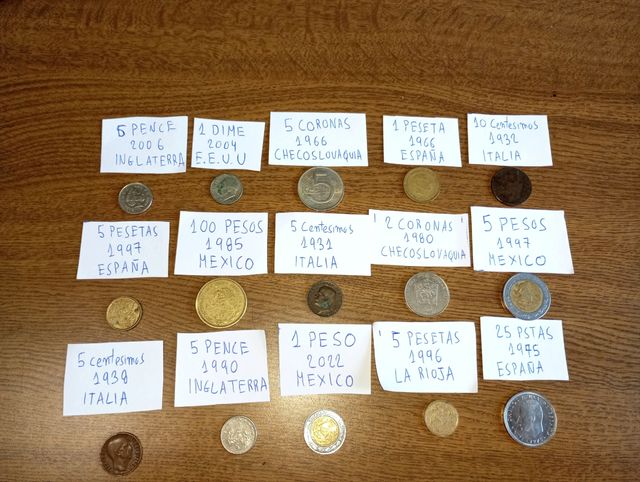 5 PENCE
2006
INGLATERRA
1 DIME
2004
E.E.U.U
5 CORONAS
1966
CHECOSLOVAQUIA
1 PESETA
1966
ESPAÑA
10 Centesimos
1932
ITALIA
5 PESETAS
1997
ESPAÑA
100 PESOS
1985
MEXICO
5 Centesimos
1931
ITALIA
2 CORONAS
1980
CHECOSLOVAQUIA
5 PESOS
1997
MEXICO
5 centesimos
1939
ITALIA
5 PENCE
1990
INGLATERRA
1 PESO
2022
MEXICO
5 PESETAS
1996
LA RIOJA
25 PSTAS
1975
ESPAÑA